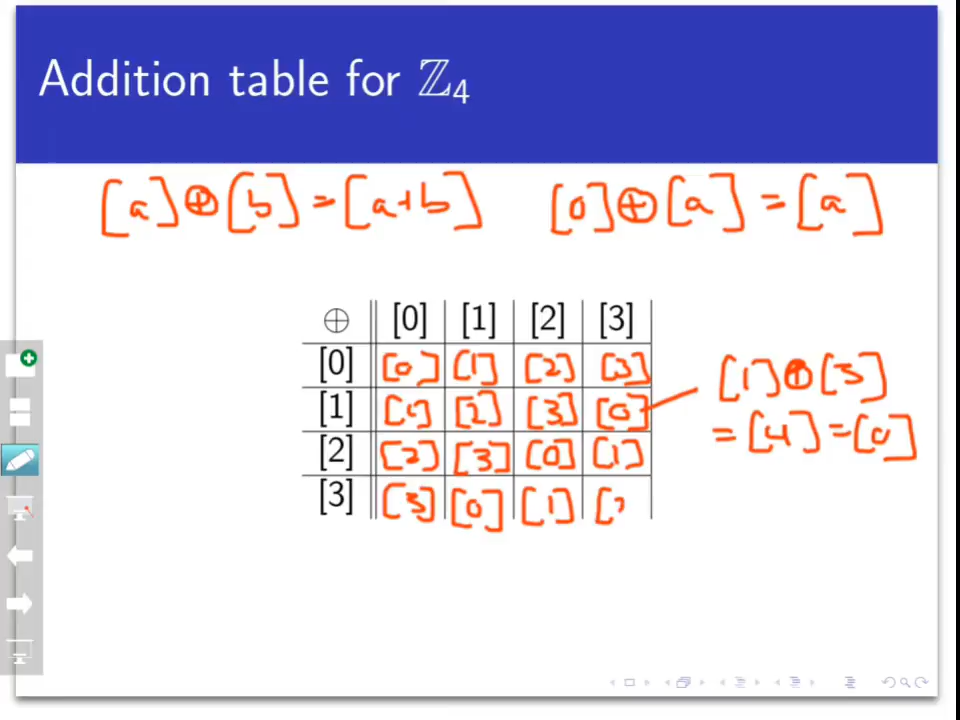 Addition table for ℤ₄
[a]⊕[b]=[a+b] [0]⊕[a]=[a]
⊕ [0] [1] [2] [3]
[0] [0] [1] [2] [3]
[1] [1] [2] [3] [0] [1]⊕[3]
[2] [2] [3] [0] [1] =[4]=[0]
[3] [3] [0] [1] [